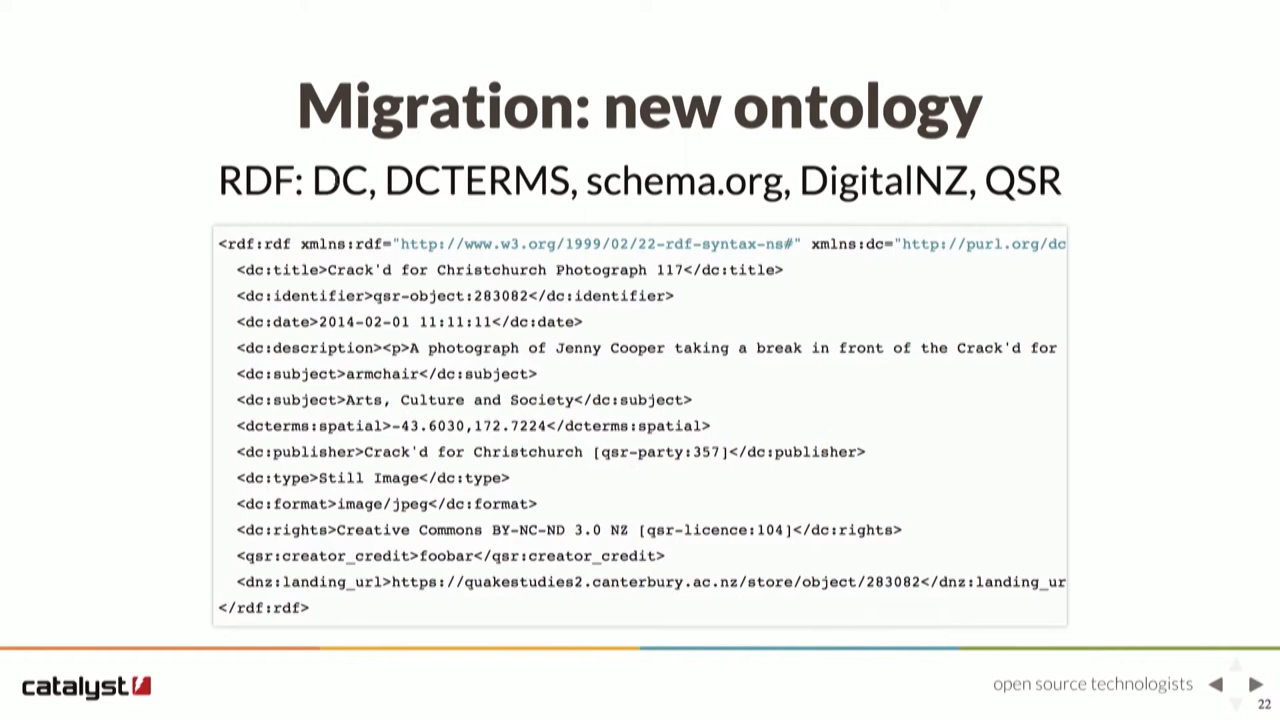 Migration: new ontology
RDF: DC, DCTERMS, schema.org, DigitalNZ, QSR
<rdf:rdf xmlns:rdf="http://www.w3.org/1999/02/22-rdf-syntax-ns#" xmlns:dc="http://purl.org/dc
<dc:title>Crack'd for Christchurch Photograph 117</dc:title>
<dc:identifier>qsr-object:283082</dc:identifier>
<dc:date>2014-02-01 11:11:11</dc:date>
<dc:description><p>A photograph of Jenny Cooper taking a break in front of the Crack'd for
<dc:subject>armchair</dc:subject>
<dc:subject>Arts, Culture and Society</dc:subject>
<dcterms:spatial>-43.6030,172.7224</dcterms:spatial>
<dc:publisher>Crack'd for Christchurch [qsr-party:357]</dc:publisher>
<dc:type>Still Image</dc:type>
<dc:format>image/jpeg</dc:format>
<dc:rights>Creative Commons BY-NC-ND 3.0 NZ [qsr-licence:104]</dc:rights>
<qsr:creator_credit>foobar</qsr:creator_credit>
<dnz:landing_url>https://quakestudies2.canterbury.ac.nz/store/object/283082</dnz:landing_ur
</rdf:rdf>
catalyst
open source technologists
22